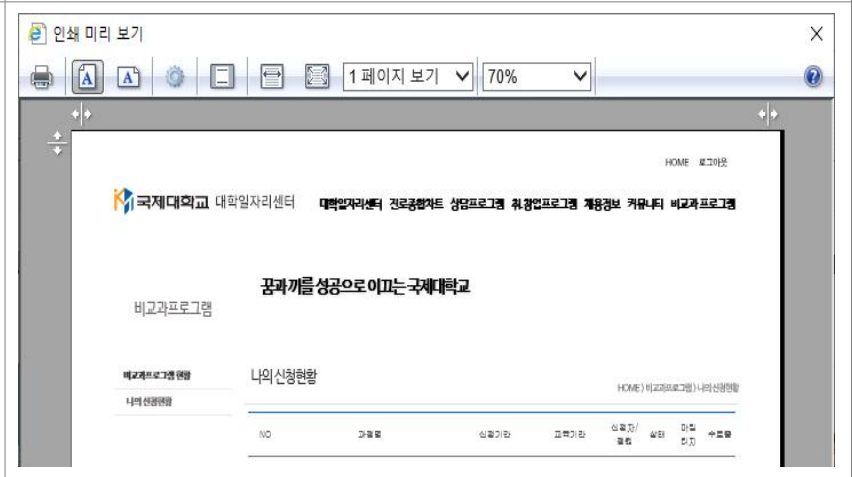 인쇄 미리 보기
1 페이지 보기 70%
HOME 로그아웃
국제대학교 대학일자리센터 대학일자리센터 진로종합차트 상담프로그램 취.창업프로그램 채용정보 커뮤니티 비교과 프로그램
꿈과 끼를 성공으로 이끄는 국제대학교
비교과프로그램
비교과프로그램 현황
나의 신청현황
나의 신청현황
HOME > 비교과프로그램 > 나의 신청현황
NO 과정명 신청기간 교육기간 신청자/정원 상태 마일리지 수료증